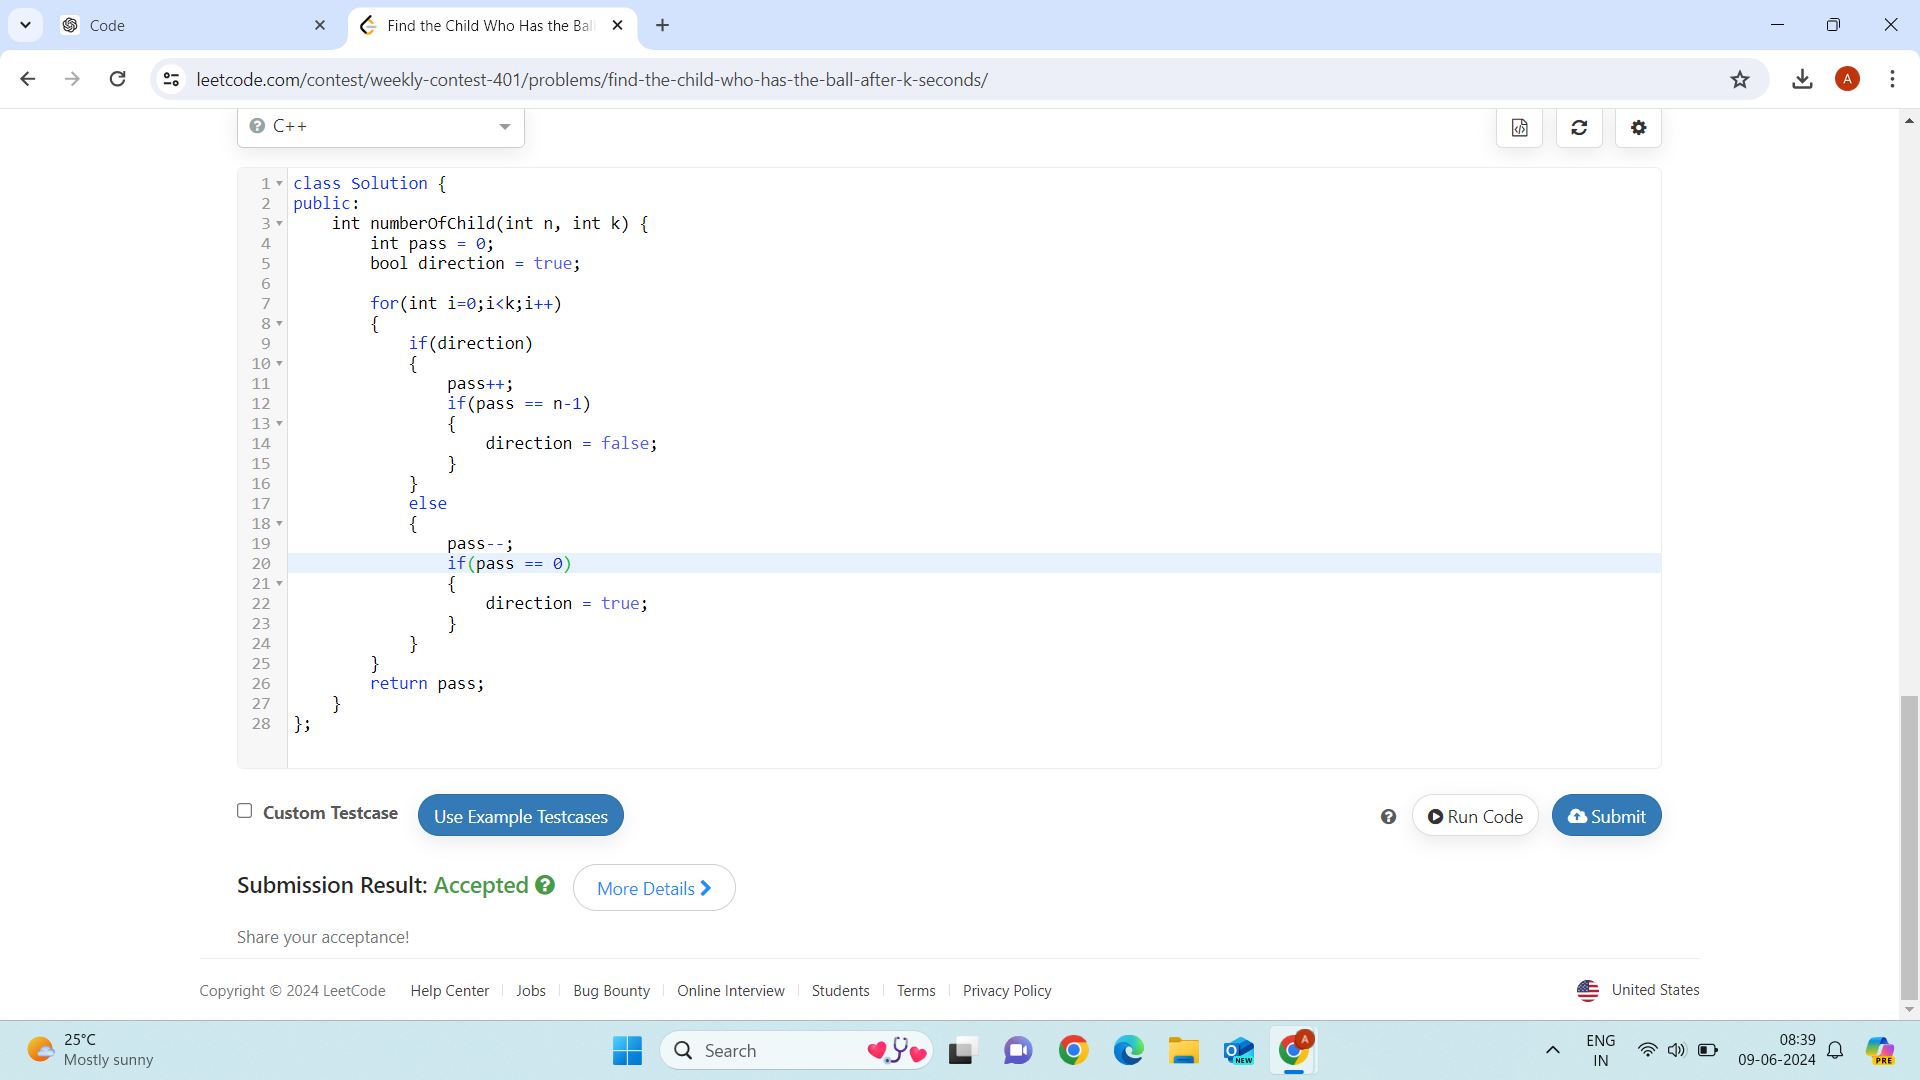 Code
Find the Child Who Has the Bal
leetcode.com/contest/weekly-contest-401/problems/find-the-child-who-has-the-ball-after-k-seconds/
A
C++
1 class Solution {
2 public:
3     int numberOfChild(int n, int k) {
4         int pass = 0;
5         bool direction = true;
6
7         for(int i=0;i<k;i++)
8         {
9             if(direction)
10             {
11                 pass++;
12                 if(pass == n-1)
13                 {
14                     direction = false;
15                 }
16             }
17             else
18             {
19                 pass--;
20                 if(pass == 0)
21                 {
22                     direction = true;
23                 }
24             }
25         }
26         return pass;
27     }
28 };
Custom Testcase Use Example Testcases Run Code Submit
Submission Result: Accepted More Details
Share your acceptance!
Copyright © 2024 LeetCode Help Center Jobs Bug Bounty Online Interview Students Terms Privacy Policy United States
25°C
Mostly sunny
Search
NEW
A
ENG
IN
08:39
09-06-2024
PRE